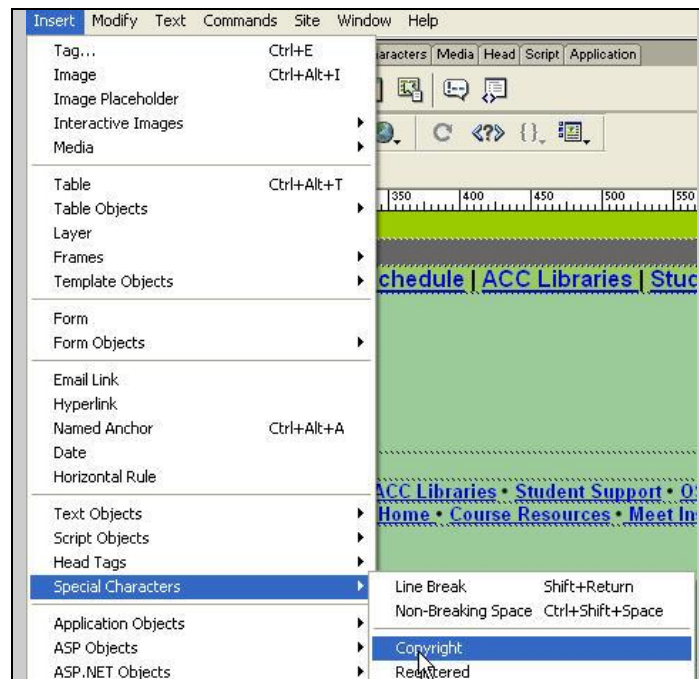 Insert Modify Text Commands Site Window Help
Tag... Ctrl+E
Image Ctrl+Alt+I
Image Placeholder
Interactive Images
Media
Table Ctrl+Alt+T
Table Objects
Layer
Frames
Template Objects
Form
Form Objects
Email Link
Hyperlink
Named Anchor Ctrl+Alt+A
Date
Horizontal Rule
Text Objects
Script Objects
Head Tags
Special Characters
Application Objects
ASP Objects
ASP.NET Objects
aracters Media Head Script Application
350 400 450 500 550
chedule | ACC Libraries | Stud
ACC Libraries • Student Support •
Home • Course Resources • Meet In
Line Break Shift+Return
Non-Breaking Space Ctrl+Shift+Space
Copyright
Registered